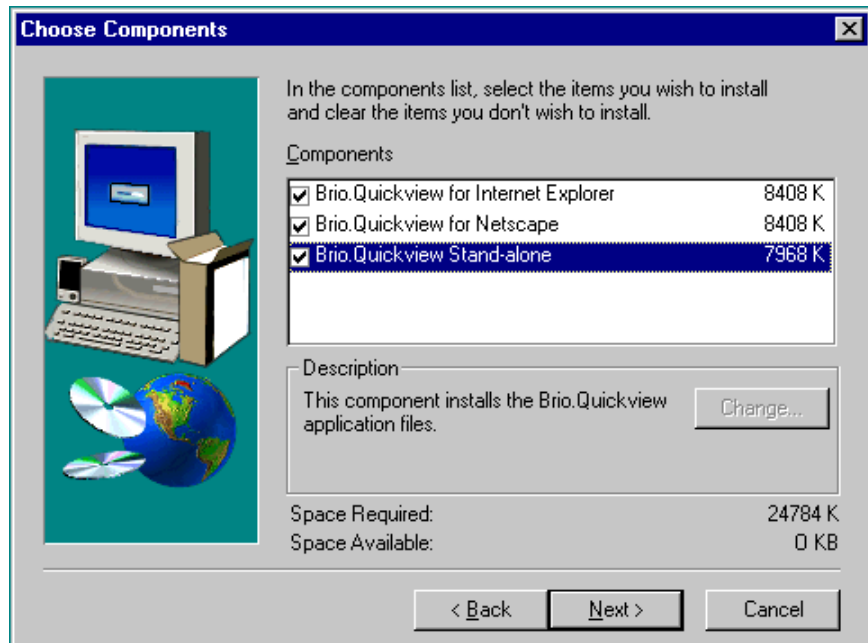 Choose Components
In the components list, select the items you wish to install
and clear the items you don't wish to install.
Components
Brio.Quickview for Internet Explorer 8408 K
Brio.Quickview for Netscape 8408 K
Brio.Quickview Stand-alone 7968 K
Description
This component installs the Brio.Quickview
application files.
Change...
Space Required: 24784 K
Space Available: 0 KB
< Back Next > Cancel